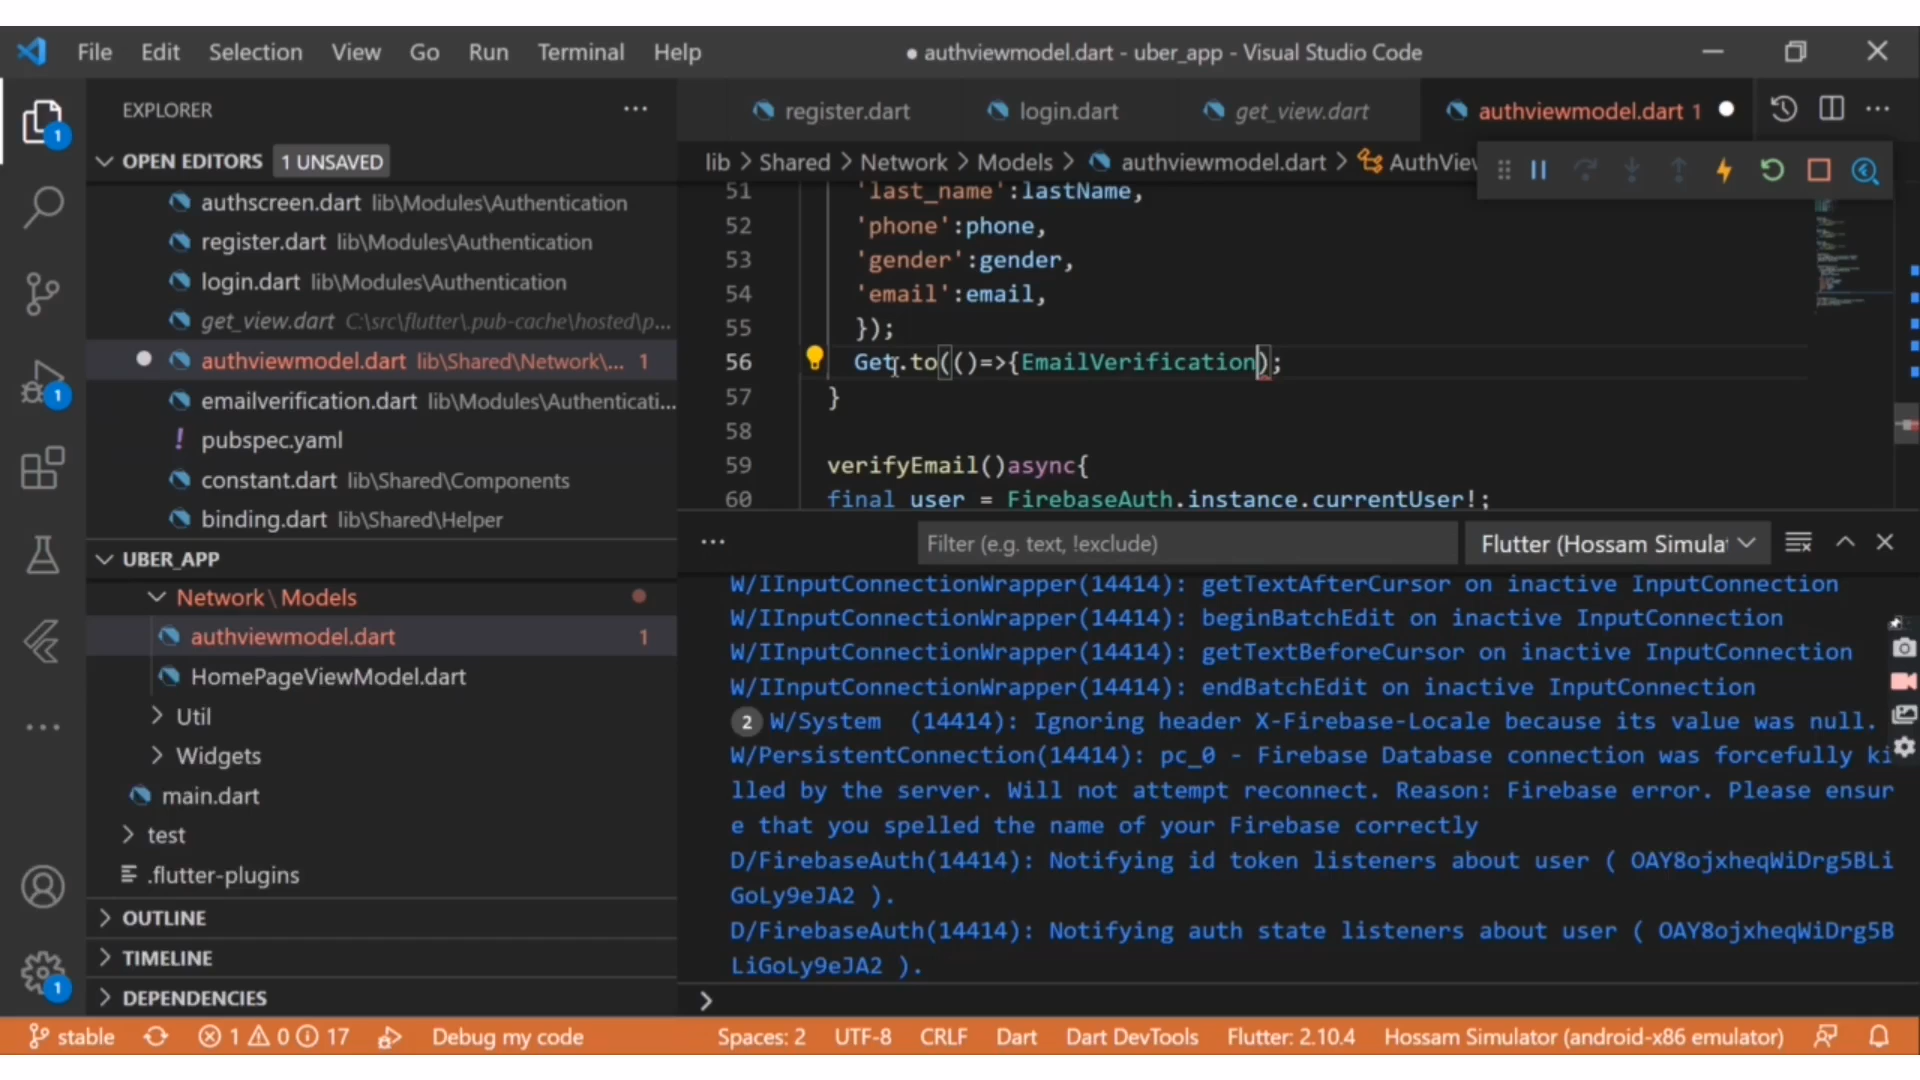 File Edit Selection View Go Run Terminal Help
● authviewmodel.dart - uber_app - Visual Studio Code
EXPLORER
OPEN EDITORS 1 UNSAVED
authscreen.dart lib\Modules\Authentication
register.dart lib\Modules\Authentication
login.dart lib\Modules\Authentication
get_view.dart C:\src\flutter\.pub-cache\hosted\p...
authviewmodel.dart lib\Shared\Network\... 1
emailverification.dart lib\Modules\Authenticati...
! pubspec.yaml
constant.dart lib\Shared\Components
binding.dart lib\Shared\Helper
UBER_APP
Network\Models
authviewmodel.dart 1
HomePageViewModel.dart
Util
Widgets
main.dart
test
.flutter-plugins
OUTLINE
TIMELINE
DEPENDENCIES
1
1
1
register.dart login.dart get_view.dart authviewmodel.dart 1
lib > Shared > Network > Models > authviewmodel.dart > AuthView
51 'last_name':lastName,
52 'phone':phone,
53 'gender':gender,
54 'email':email,
55 });
56 Get.to(()=>{EmailVerification);
57 }
58
59 verifyEmail()async{
60 final user = FirebaseAuth.instance.currentUser!;
Filter (e.g. text, !exclude) Flutter (Hossam Simula
W/IInputConnectionWrapper(14414): getTextAfterCursor on inactive InputConnection
W/IInputConnectionWrapper(14414): beginBatchEdit on inactive InputConnection
W/IInputConnectionWrapper(14414): getTextBeforeCursor on inactive InputConnection
W/IInputConnectionWrapper(14414): endBatchEdit on inactive InputConnection
2 W/System (14414): Ignoring header X-Firebase-Locale because its value was null.
W/PersistentConnection(14414): pc_0 - Firebase Database connection was forcefully ki
lled by the server. Will not attempt reconnect. Reason: Firebase error. Please ensur
e that you spelled the name of your Firebase correctly
D/FirebaseAuth(14414): Notifying id token listeners about user ( OAY8ojxheqWiDrg5BLi
GoLy9eJA2 ).
D/FirebaseAuth(14414): Notifying auth state listeners about user ( OAY8ojxheqWiDrg5B
LiGoLy9eJA2 ).
>
stable 1 0 17 Debug my code Spaces: 2 UTF-8 CRLF Dart Dart DevTools Flutter: 2.10.4 Hossam Simulator (android-x86 emulator)